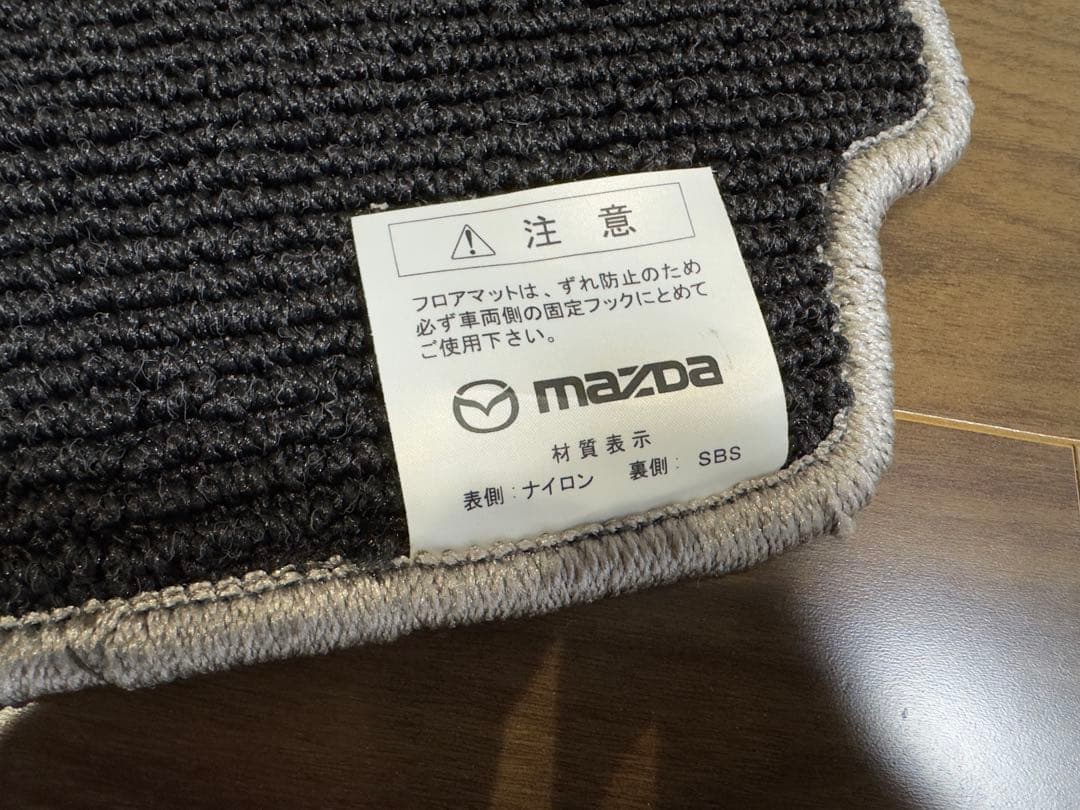 注意
フロアマットは、ずれ防止のため
必ず車両側の固定フックにとめて
ご使用下さい。
mazDa
材質表示
表側:ナイロン 裏側: SBS